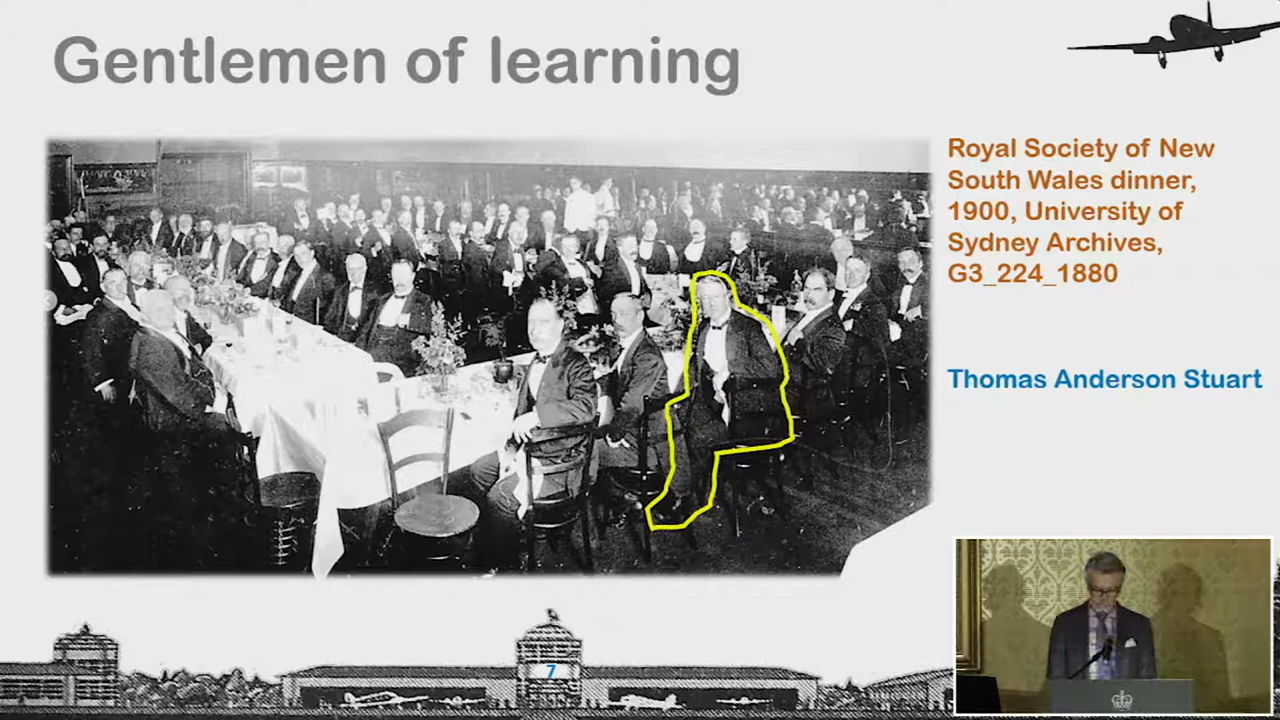 Gentlemen of learning
Royal Society of New
South Wales dinner,
1900, University of
Sydney Archives,
G3_224_1880
Thomas Anderson Stuart
7